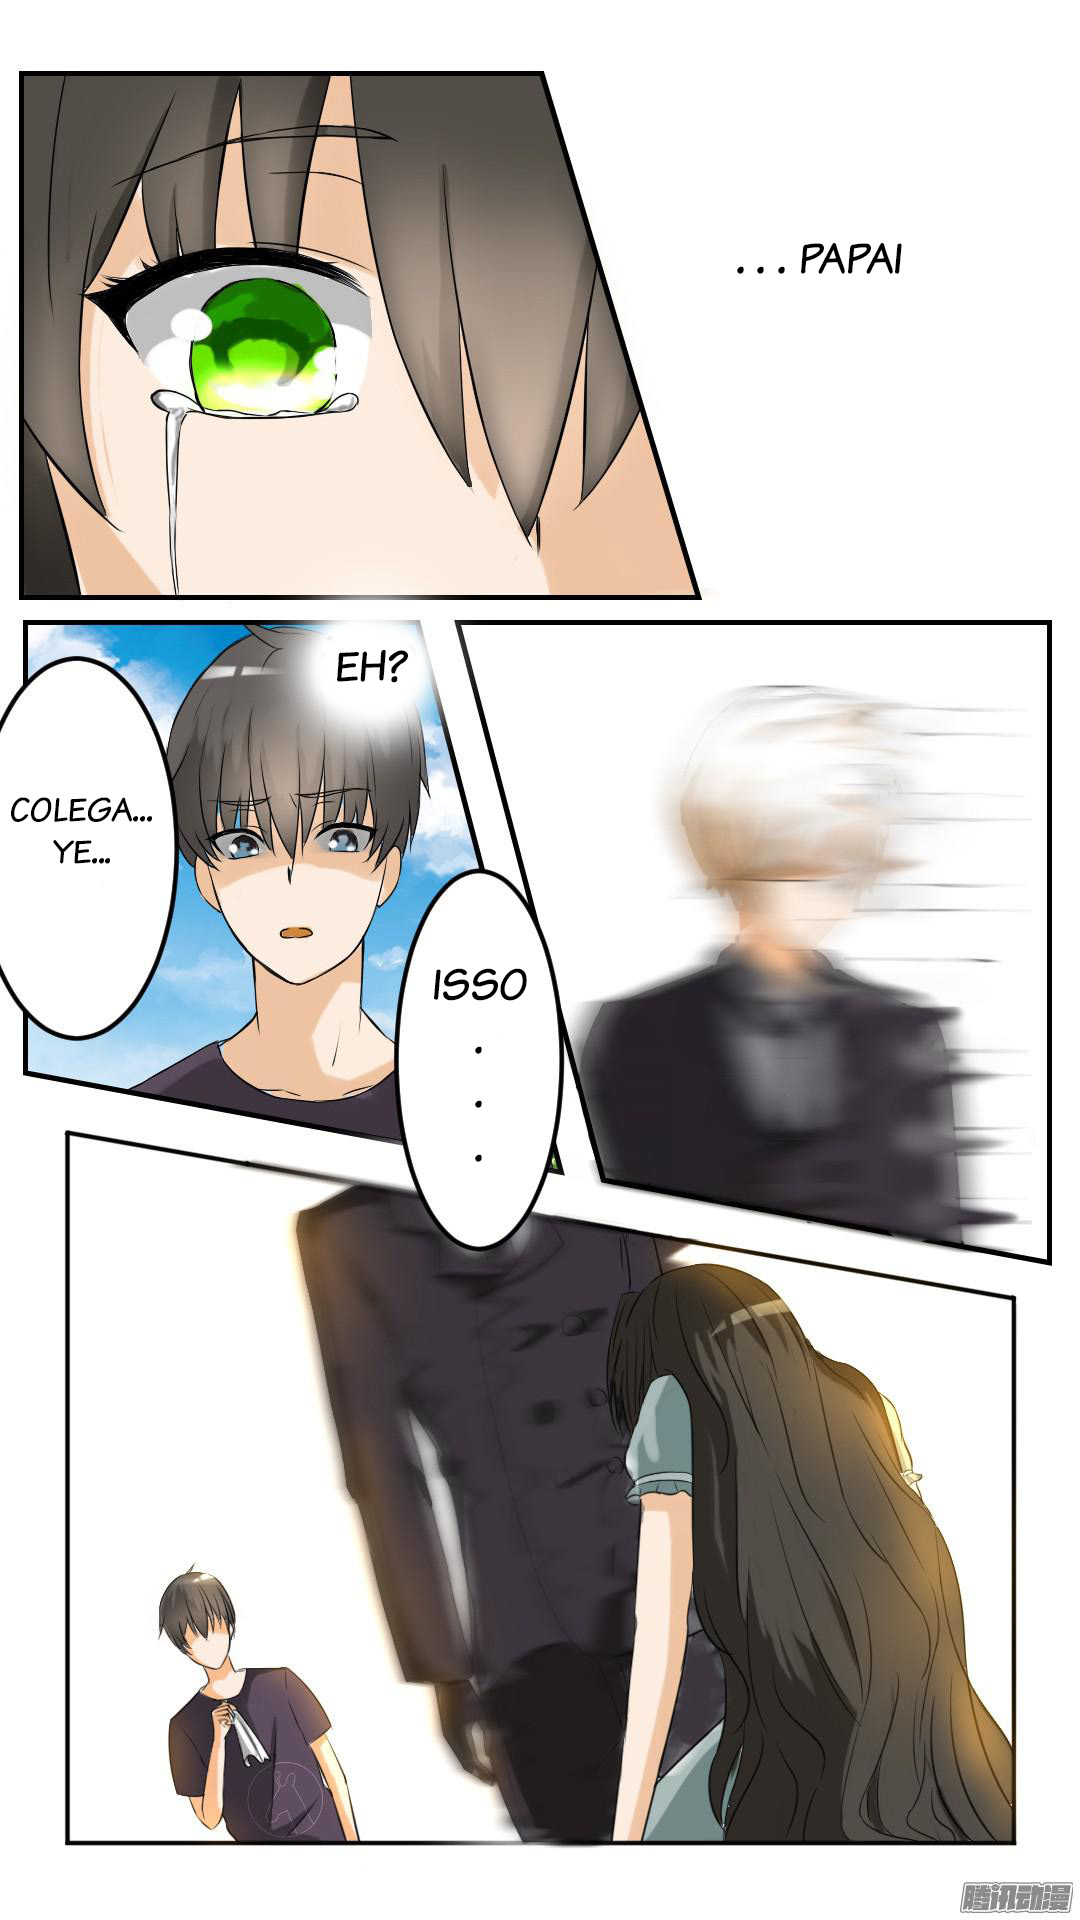 ...PAPAI
EH?
COLEGA...
YE...
ISSO
.
.
.
腾讯动漫